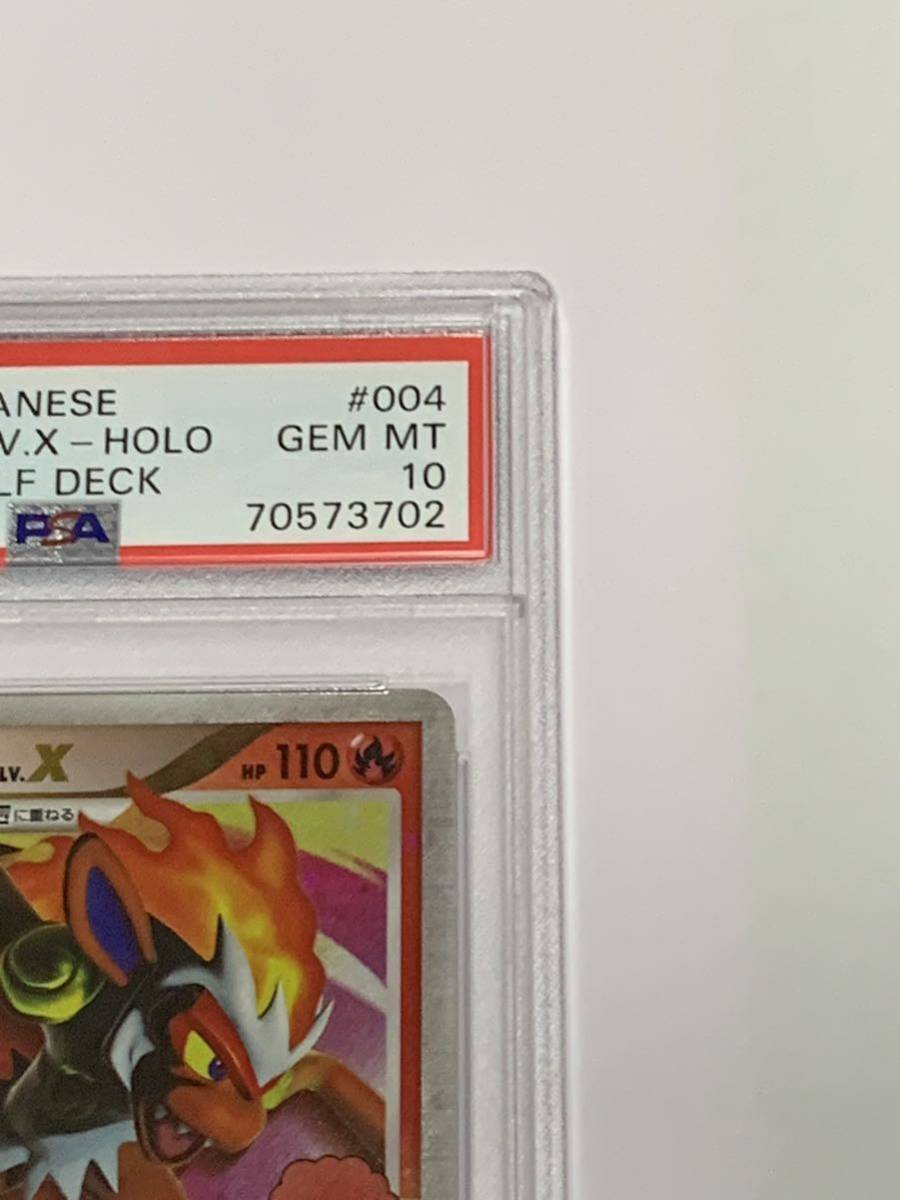 ANESE #004
V.X-HOLO GEM MT
LF DECK 10
PSA 70573702
LV.X HP 110
に重ねる